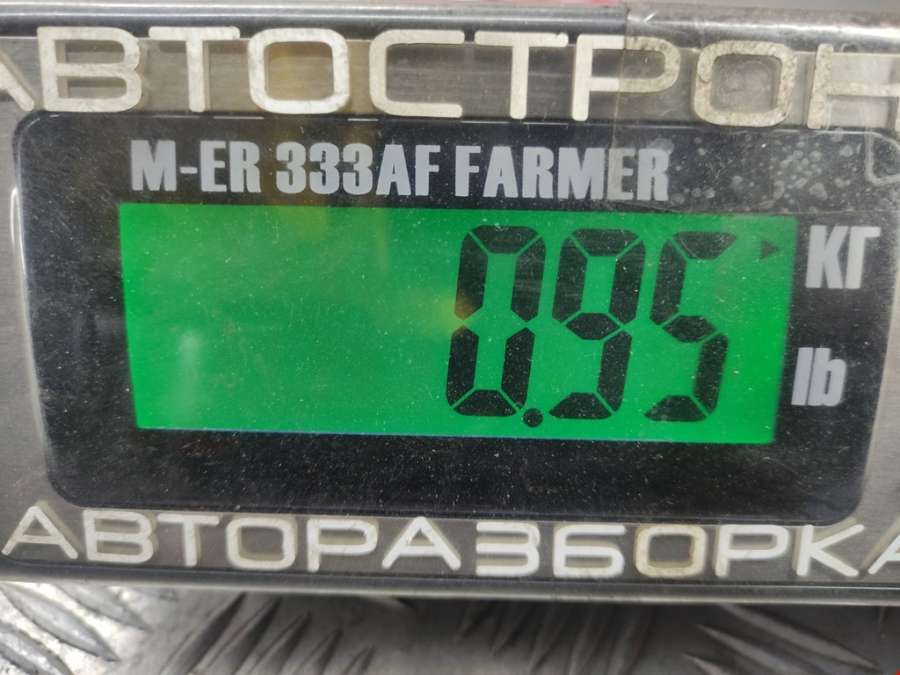 АВТОСТРОН
M-ER 333AF FARMER
0.95
КГ
lb
АВТОРАЗБОРКА